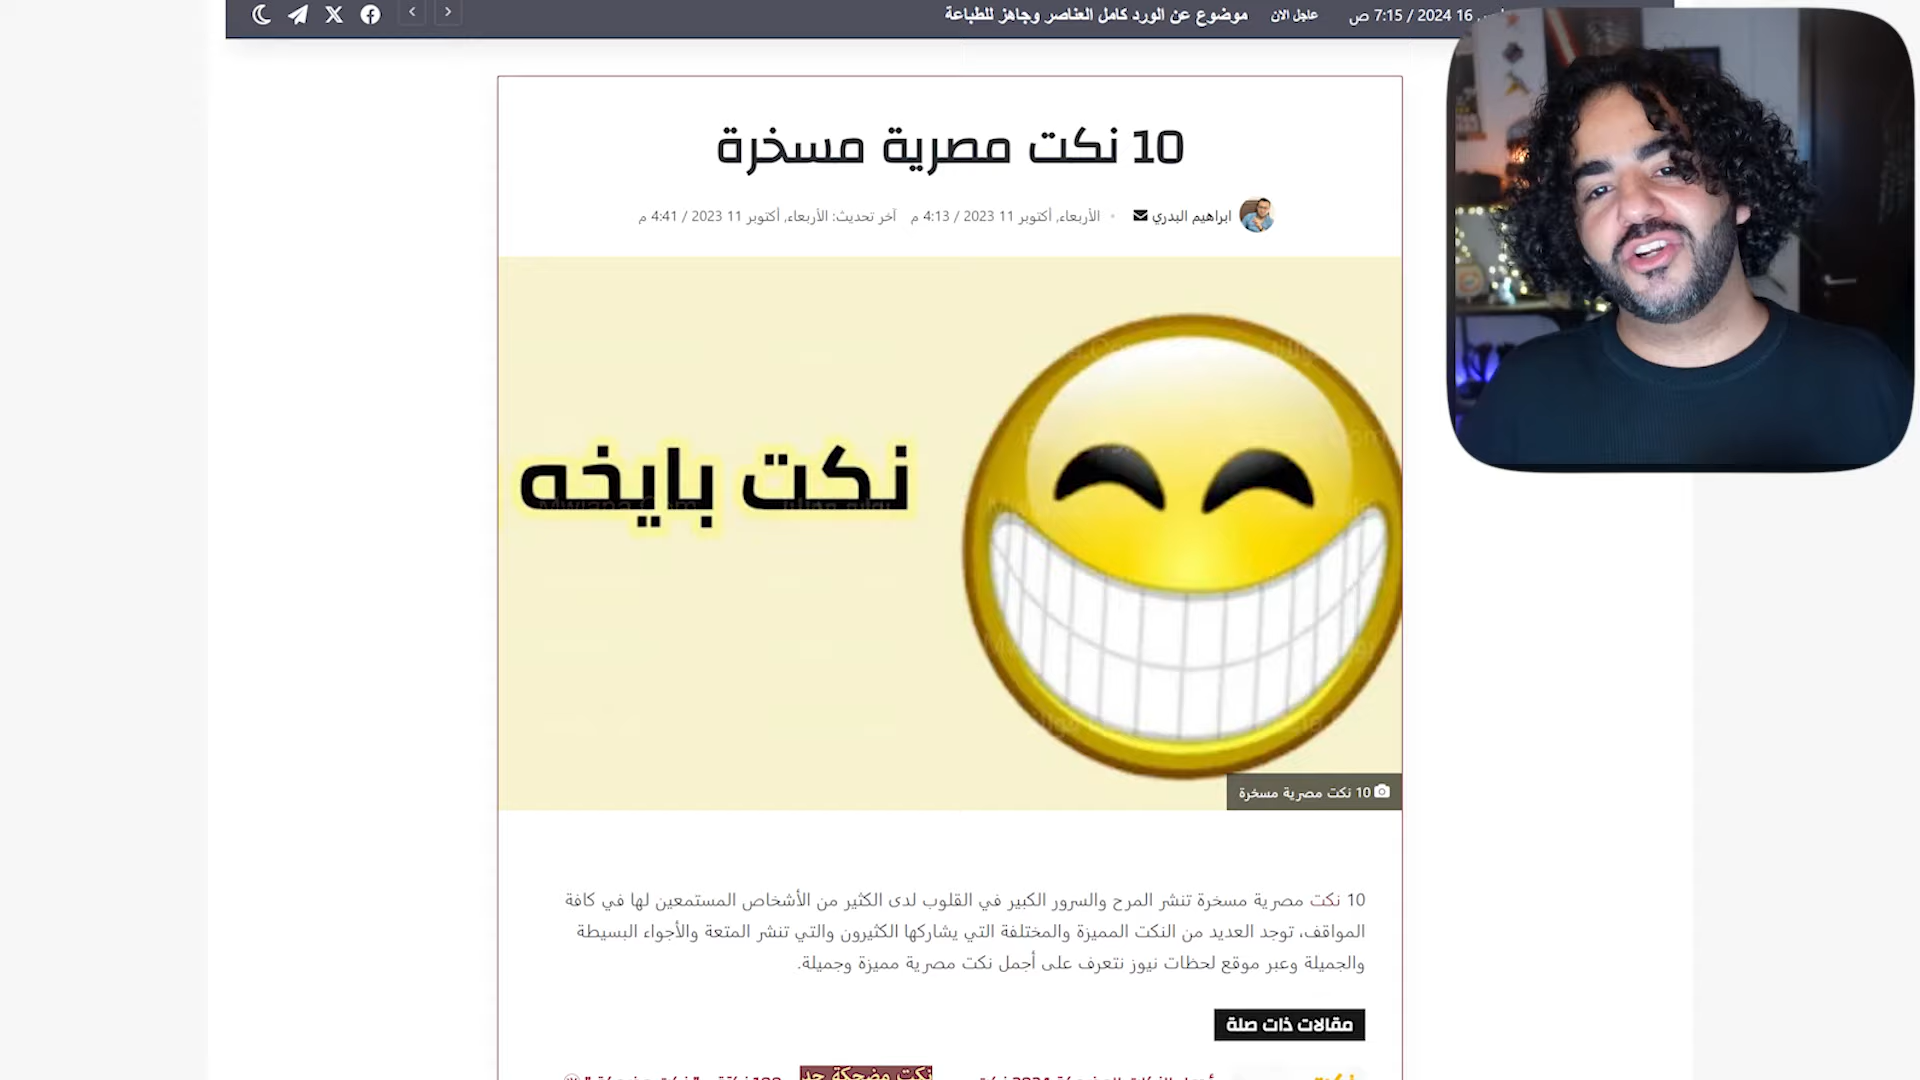 16 2024 / 7:15 ص
عاجل الان
موضوع عن الورد كامل العناصر وجاهز للطباعة
10 نكت مصرية مسخرة
ابراهيم البدري
الأربعاء, أكتوبر 11 2023 / 4:13 م
آخر تحديث: الأربعاء, أكتوبر 11 2023 / 4:41 م
نكت بايخه
10 نكت مصرية مسخرة
10 نكت مصرية مسخرة تنشر المرح والسرور الكبير في القلوب لدى الكثير من الأشخاص المستمعين لها في كافة
المواقف، توجد العديد من النكت المميزة والمختلفة التي يشاركها الكثيرون والتي تنشر المتعة والأجواء البسيطة
والجميلة وعبر موقع لحظات نيوز نتعرف على أجمل نكت مصرية مميزة وجميلة.
مقالات ذات صلة
نكت مضحكة جد